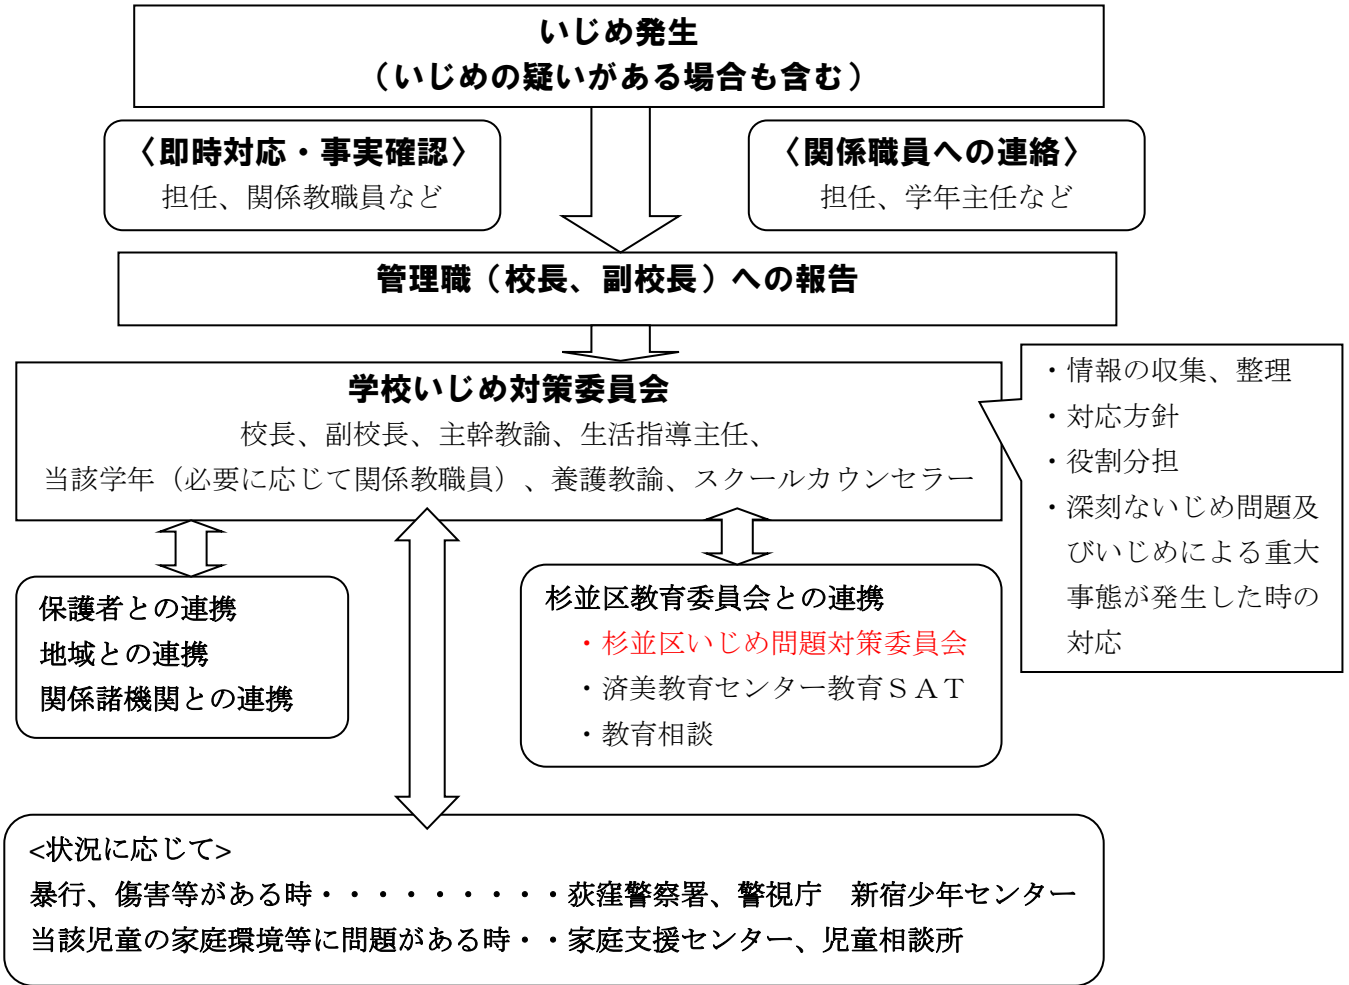 いじめ発生
（いじめの疑いがある場合も含む）
〈即時対応・事実確認〉
担任、関係教職員など
〈関係職員への連絡〉
担任、学年主任など
管理職（校長、副校長）への報告
学校いじめ対策委員会
校長、副校長、主幹教諭、生活指導主任、
当該学年（必要に応じて関係教職員）、養護教諭、スクールカウンセラー
・情報の収集、整理
・対応方針
・役割分担
・深刻ないじめ問題及
びいじめによる重大
事態が発生した時の
対応
保護者との連携
地域との連携
関係諸機関との連携
杉並区教育委員会との連携
・杉並区いじめ問題対策委員会
・済美教育センター教育ＳＡＴ
・教育相談
<状況に応じて>
暴行、傷害等がある時・・・・・・・・・荻窪警察署、警視庁　新宿少年センター
当該児童の家庭環境等に問題がある時・・家庭支援センター、児童相談所